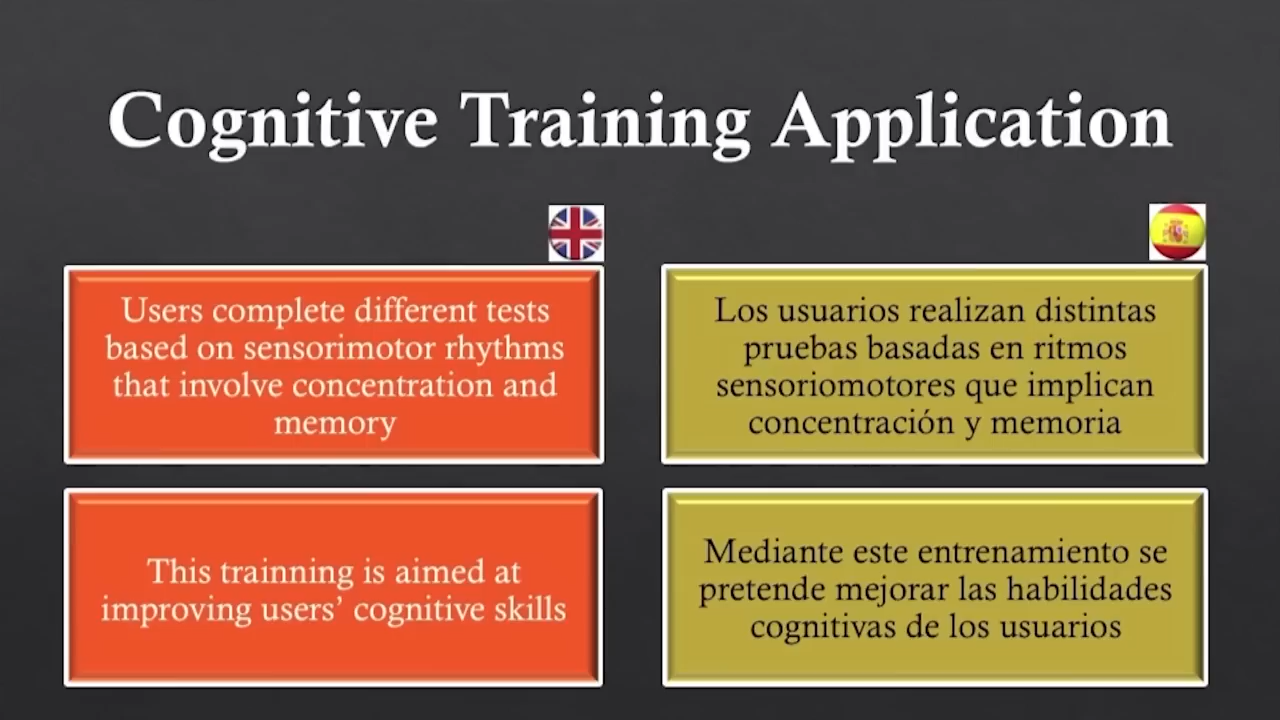 Cognitive Training Application
Users complete different tests
based on sensorimotor rhythms
that involve concentration and
memory
Los usuarios realizan distintas
pruebas basadas en ritmos
sensoriomotores que implican
concentración y memoria
This trainning is aimed at
improving users’ cognitive skills
Mediante este entrenamiento se
pretende mejorar las habilidades
cognitivas de los usuarios